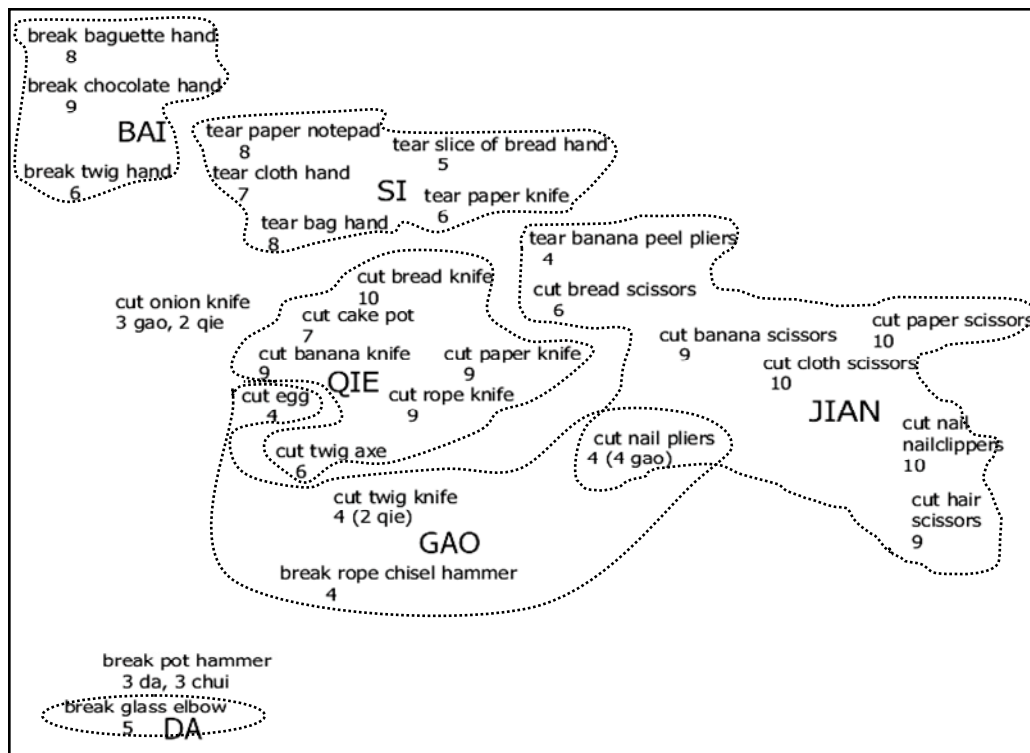 break baguette hand
8
break chocolate hand
9
BAI
break twig hand
6
tear paper notepad
8
tear slice of bread hand
5
tear cloth hand
7
SI
tear paper knife
6
tear bag hand
8
tear banana peel pliers
4
cut bread knife
10
cut bread scissors
6
cut onion knife
3 gao, 2 qie
cut cake pot
7
cut banana scissors
9
cut paper scissors
10
cut banana knife
9
cut paper knife
9
cut cloth scissors
10
QIE
cut egg
4
cut rope knife
9
JIAN
cut nail
nailclippers
10
cut nail pliers
4 (4 gao)
cut twig axe
6
cut twig knife
4 (2 qie)
cut hair
scissors
9
GAO
break rope chisel hammer
4
break pot hammer
3 da, 3 chui
break glass elbow
5
DA